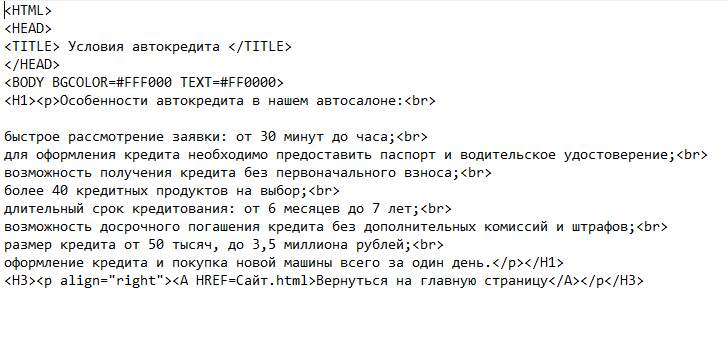 <HTML>
<HEAD>
<TITLE> Условия автокредита </TITLE>
</HEAD>
<BODY BGCOLOR=#FFF000 TEXT=#FF0000>
<H1><p>Особенности автокредита в нашем автосалоне:<br>
быстрое рассмотрение заявки: от 30 минут до часа;<br>
для оформления кредита необходимо предоставить паспорт и водительское удостоверение;<br>
возможность получения кредита без первоначального взноса;<br>
более 40 кредитных продуктов на выбор;<br>
длительный срок кредитования: от 6 месяцев до 7 лет;<br>
возможность досрочного погашения кредита без дополнительных комиссий и штрафов;<br>
размер кредита от 50 тысяч, до 3,5 миллиона рублей;<br>
оформление кредита и покупка новой машины всего за один день.</p></H1>
<H3><p align="right"><A HREF=Сайт.html>Вернуться на главную страницу</A></p</H3>